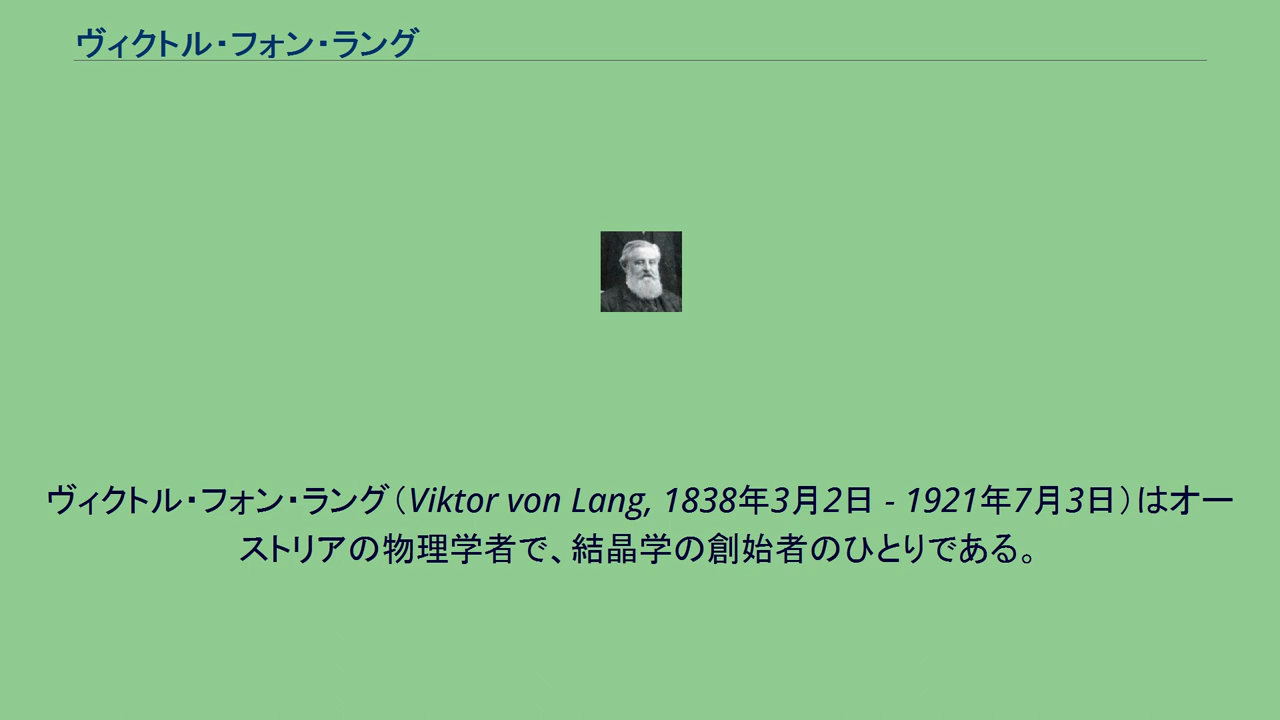 ヴィクトル・フォン・ラング
ヴィクトル・フォン・ラング（Viktor von Lang, 1838年3月2日 - 1921年7月3日）はオー
ストリアの物理学者で、結晶学の創始者のひとりである。